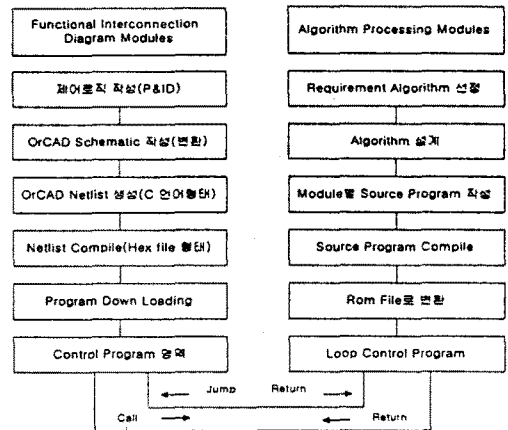 Functional Interconnection
Diagram Modules
제어로직 작성(P&ID)
OrCAD Schematic 작성(변환)
OrCAD Netlist 생성(C 언어형태)
Netlist Compile(Hex file 형태)
Program Down Loading
Control Program 영역
Algorithm Processing Modules
Requirement Algorithm 선정
Algorithm 설계
Module별 Source Program 작성
Source Program Compile
Rom File로 변환
Loop Control Program
Jump Return
Call Return